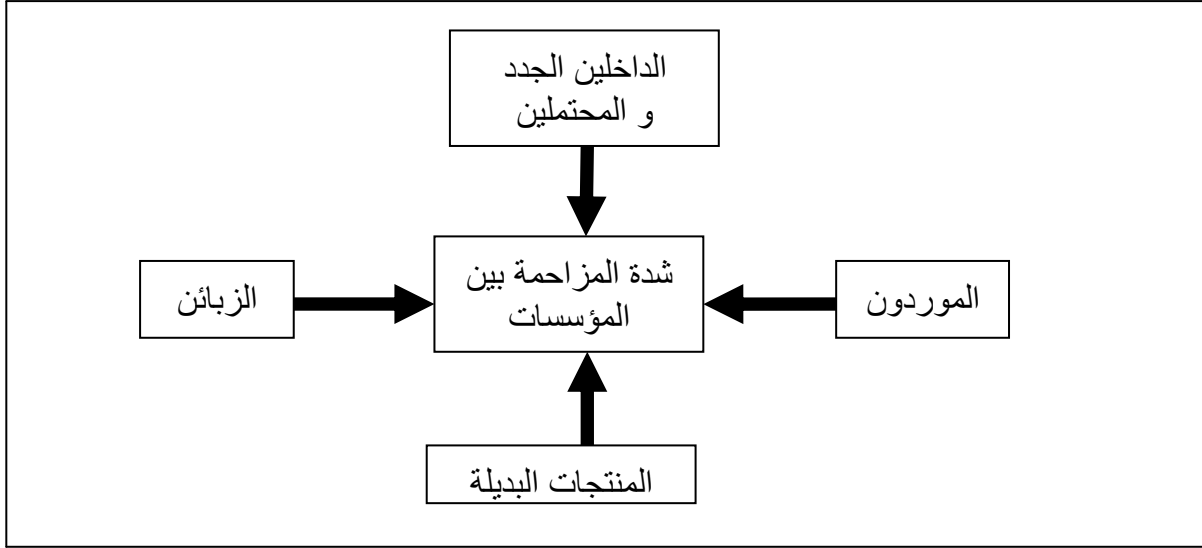 الداخلين الجدد
و المحتملين
شدة المزاحمة بين
المؤسسات
الموردون
الزبائن
المنتجات البديلة